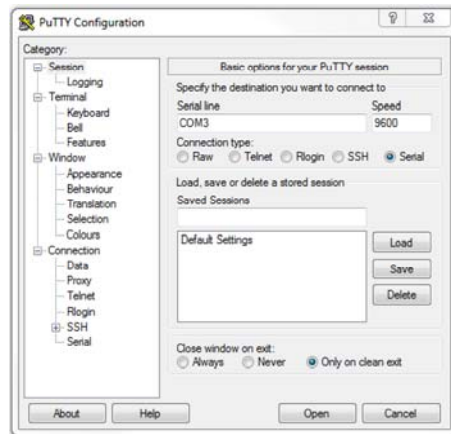 PuTTY Configuration
Category:
Session
Logging
Terminal
Keyboard
Bell
Features
Window
Appearance
Behaviour
Translation
Selection
Colours
Connection
Data
Proxy
Telnet
Rlogin
SSH
Serial
Basic options for your PuTTY session
Specify the destination you want to connect to
Serial line Speed
COM3 9600
Connection type:
Raw Telnet Rlogin SSH Serial
Load, save or delete a stored session
Saved Sessions
Default Settings
Load
Save
Delete
Close window on exit:
Always Never Only on clean exit
About Help Open Cancel